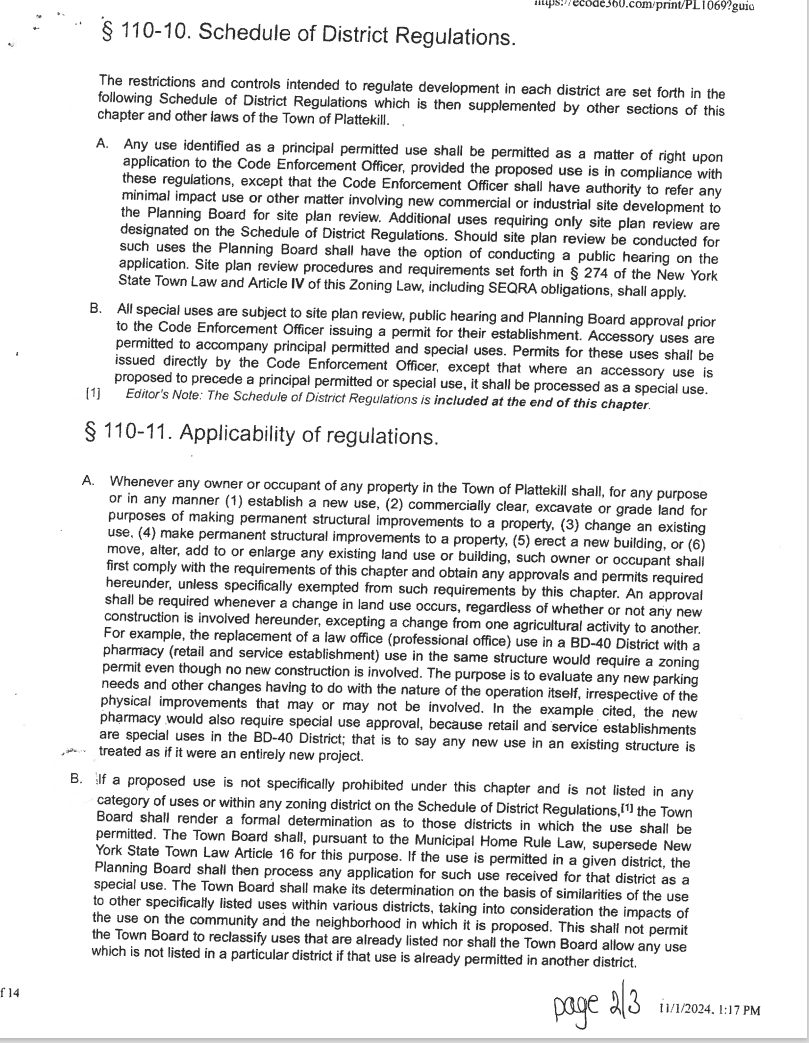 https://ecode360.com/print/PL1069?guid
§ 110-10. Schedule of District Regulations.
The restrictions and controls intended to regulate development in each district are set forth in the
following Schedule of District Regulations which is then supplemented by other sections of this
chapter and other laws of the Town of Plattekill.
A. Any use identified as a principal permitted use shall be permitted as a matter of right upon
application to the Code Enforcement Officer, provided the proposed use is in compliance with
these regulations, except that the Code Enforcement Officer shall have authority to refer any
minimal impact use or other matter involving new commercial or industrial site development to
the Planning Board for site plan review. Additional uses requiring only site plan review are
designated on the Schedule of District Regulations. Should site plan review be conducted for
such uses the Planning Board shall have the option of conducting a public hearing on the
application. Site plan review procedures and requirements set forth in § 274 of the New York
State Town Law and Article IV of this Zoning Law, including SEQRA obligations, shall apply.
B. All special uses are subject to site plan review, public hearing and Planning Board approval prior
to the Code Enforcement Officer issuing a permit for their establishment. Accessory uses are
permitted to accompany principal permitted and special uses. Permits for these uses shall be
issued directly by the Code Enforcement Officer, except that where an accessory use is
proposed to precede a principal permitted or special use, it shall be processed as a special use.
[1] Editor's Note: The Schedule of District Regulations is included at the end of this chapter.
§ 110-11. Applicability of regulations.
A. Whenever any owner or occupant of any property in the Town of Plattekill shall, for any purpose
or in any manner (1) establish a new use, (2) commercially clear, excavate or grade land for
purposes of making permanent structural improvements to a property, (3) change an existing
use, (4) make permanent structural improvements to a property, (5) erect a new building, or (6)
move, alter, add to or enlarge any existing land use or building, such owner or occupant shall
first comply with the requirements of this chapter and obtain any approvals and permits required
hereunder, unless specifically exempted from such requirements by this chapter. An approval
shall be required whenever a change in land use occurs, regardless of whether or not any new
construction is involved hereunder, excepting a change from one agricultural activity to another.
For example, the replacement of a law office (professional office) use in a BD-40 District with a
pharmacy (retail and service establishment) use in the same structure would require a zoning
permit even though no new construction is involved. The purpose is to evaluate any new parking
needs and other changes having to do with the nature of the operation itself, irrespective of the
physical improvements that may or may not be involved. In the example cited, the new
pharmacy would also require special use approval, because retail and service establishments
are special uses in the BD-40 District; that is to say any new use in an existing structure is
treated as if it were an entirely new project.
B. If a proposed use is not specifically prohibited under this chapter and is not listed in any
category of uses or within any zoning district on the Schedule of District Regulations,[1] the Town
Board shall render a formal determination as to those districts in which the use shall be
permitted. The Town Board shall, pursuant to the Municipal Home Rule Law, supersede New
York State Town Law Article 16 for this purpose. If the use is permitted in a given district, the
Planning Board shall then process any application for such use received for that district as a
special use. The Town Board shall make its determination on the basis of similarities of the use
to other specifically listed uses within various districts, taking into consideration the impacts of
the use on the community and the neighborhood in which it is proposed. This shall not permit
the Town Board to reclassify uses that are already listed nor shall the Town Board allow any use
which is not listed in a particular district if that use is already permitted in another district.
f 14
page 2/3
11/1/2024, 1:17 PM